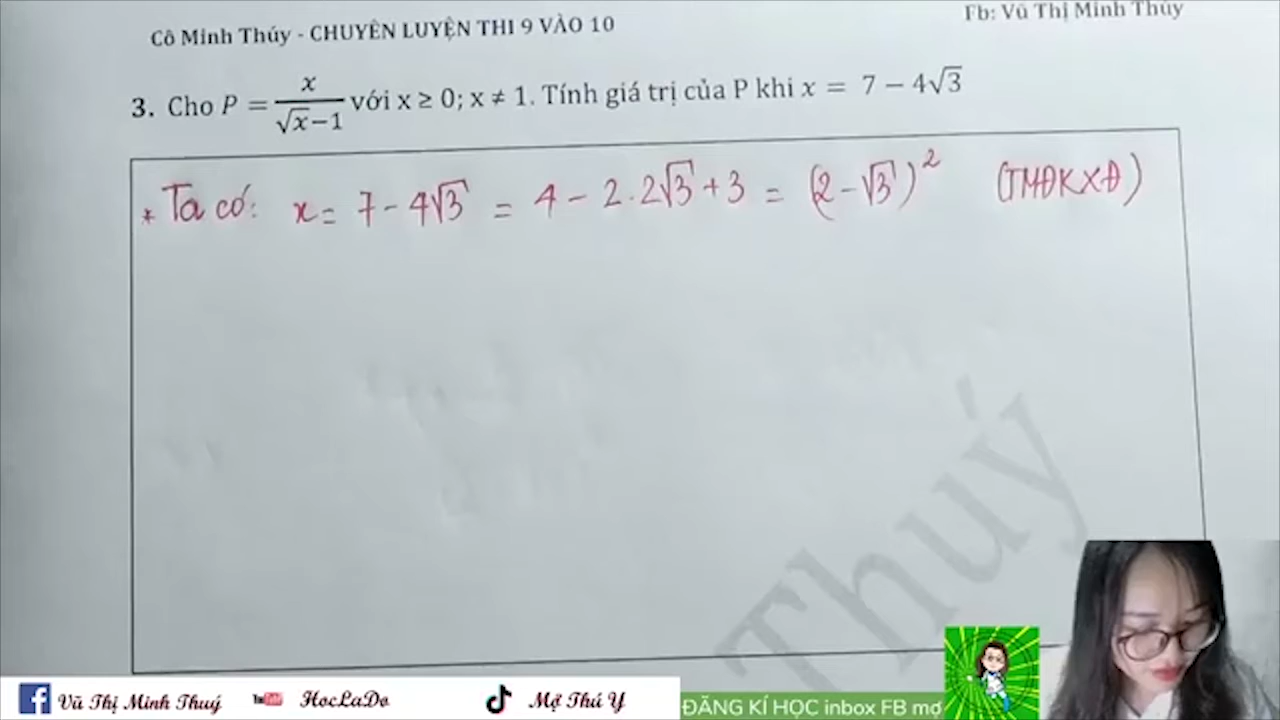 Cô Minh Thúy - CHUYÊN LUYỆN THI 9 VÀO 10
Fb: Vũ Thị Minh Thúy
3. Cho P = x/(√x−1) với x ≥ 0; x ≠ 1. Tính giá trị của P khi x = 7 − 4√3
* Ta có: x = 7 - 4√3 = 4 - 2.2√3 + 3 = (2 - √3)² (TMĐKXĐ)
Thuý
Vũ Thị Minh Thuý
YouTube
HocLaDo
Mợ Thú Y
ĐĂNG KÍ HỌC inbox FB mợ